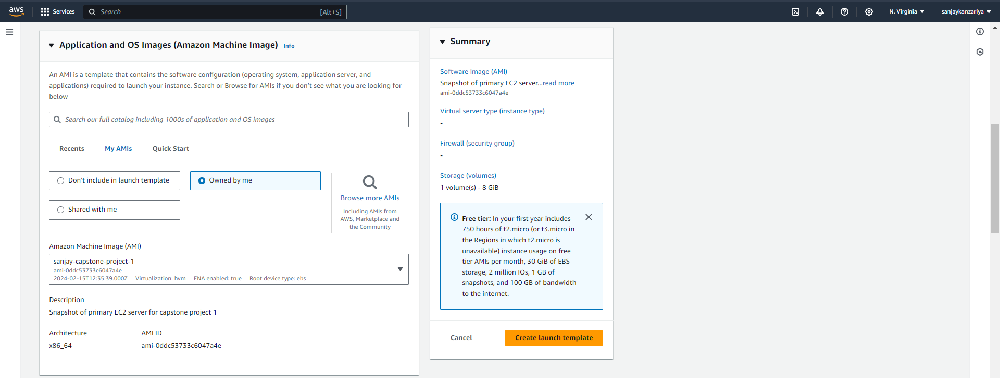 aws
Services
Search
[Alt+S]
N. Virginia
sanjaykanzariya
Application and OS Images (Amazon Machine Image) Info
An AMI is a template that contains the software configuration (operating system, application server, and
applications) required to launch your instance. Search or Browse for AMIs if you don’t see what you are looking for
below
Search our full catalog including 1000s of application and OS images
Recents
My AMIs
Quick Start
Don't include in launch template
Owned by me
Shared with me
Browse more AMIs
Including AMIs from
AWS, Marketplace and
the Community
Amazon Machine Image (AMI)
sanjay-capstone-project-1
ami-0ddc53733c6047a4e
2024-02-15T12:35:39.000Z Virtualization: hvm ENA enabled: true Root device type: ebs
Description
Snapshot of primary EC2 server for capstone project 1
Architecture
AMI ID
x86_64
ami-0ddc53733c6047a4e
Summary
Software Image (AMI)
Snapshot of primary EC2 server...read more
ami-0ddc53733c6047a4e
Virtual server type (instance type)
-
Firewall (security group)
-
Storage (volumes)
1 volume(s) - 8 GiB
Free tier: In your first year includes
750 hours of t2.micro (or t3.micro in
the Regions in which t2.micro is
unavailable) instance usage on free
tier AMIs per month, 30 GiB of EBS
storage, 2 million IOs, 1 GB of
snapshots, and 100 GB of bandwidth
to the internet.
Cancel
Create launch template